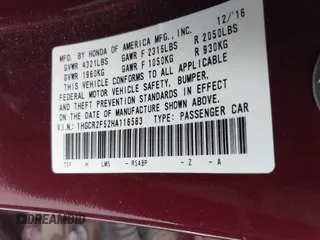 MFD. BY HONDA OF AMERICA MFG.,INC. 12/16
GVWR 4321LBS GAWR F 2315LBS R 2050LBS
GVWR 1960KG GAWR F 1050KG R 930KG
THIS VEHICLE CONFORMS TO ALL APPLICABLE
FEDERAL MOTOR VEHICLE SAFETY, BUMPER,
AND THEFT PREVENTION STANDARDS IN EFFECT
ON THE DATE OF MANUFACTURE SHOWN ABOVE.
V.I.N.: 1HGCR2F52HA116583 TYPE: PASSENGER CAR
H - R548P - Z - A
DREAMBID